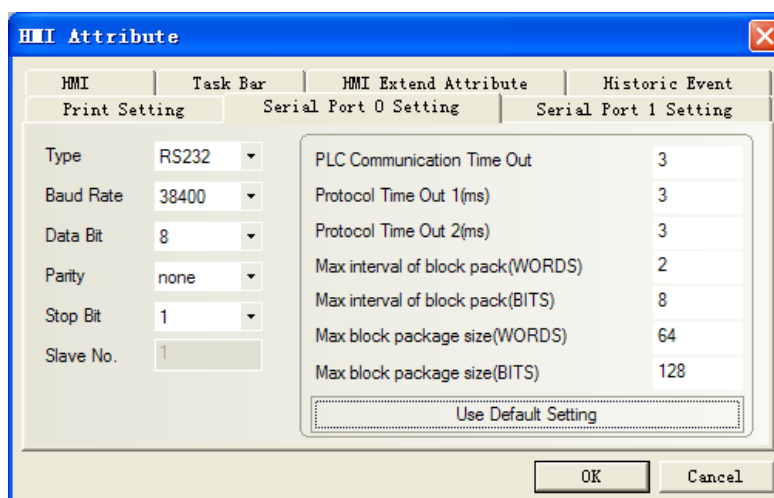 HMI Attribute
HMI
Task Bar
HMI Extend Attribute
Historic Event
Print Setting
Serial Port 0 Setting
Serial Port 1 Setting
Type
RS232
Baud Rate
38400
Data Bit
8
Parity
none
Stop Bit
1
Slave No.
1
PLC Communication Time Out
3
Protocol Time Out 1(ms)
3
Protocol Time Out 2(ms)
3
Max interval of block pack(WORDS)
2
Max interval of block pack(BITS)
8
Max block package size(WORDS)
64
Max block package size(BITS)
128
Use Default Setting
OK
Cancel